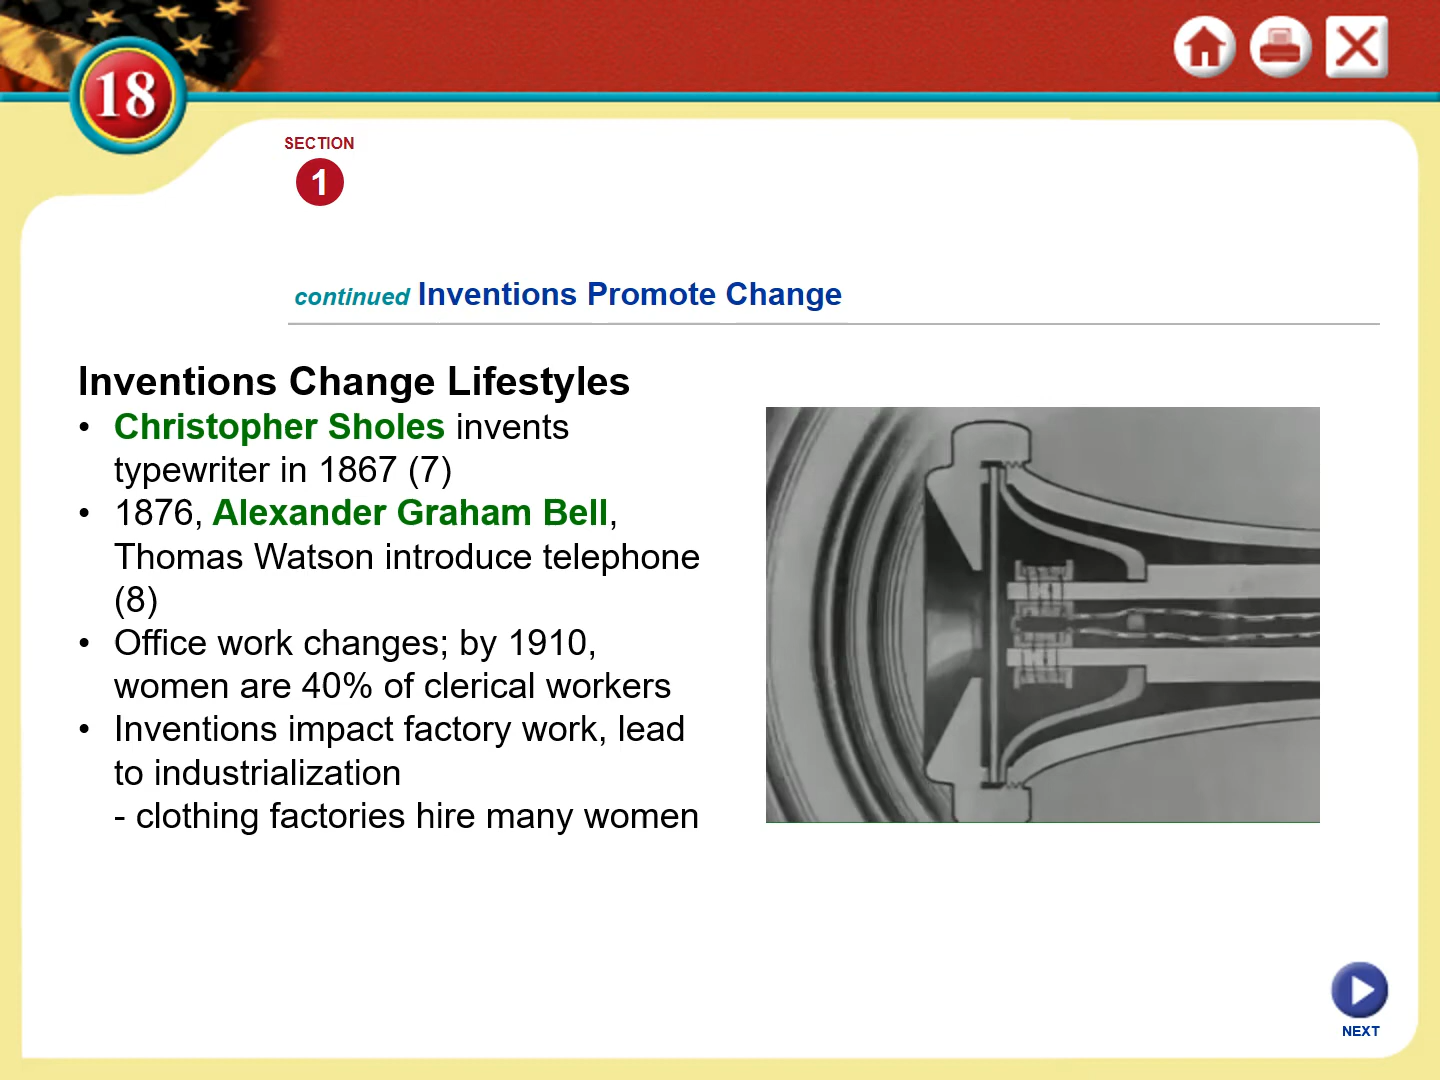 18
SECTION
1
continued Inventions Promote Change
Inventions Change Lifestyles
• Christopher Sholes invents
typewriter in 1867 (7)
• 1876, Alexander Graham Bell,
Thomas Watson introduce telephone
(8)
• Office work changes; by 1910,
women are 40% of clerical workers
• Inventions impact factory work, lead
to industrialization
- clothing factories hire many women
NEXT